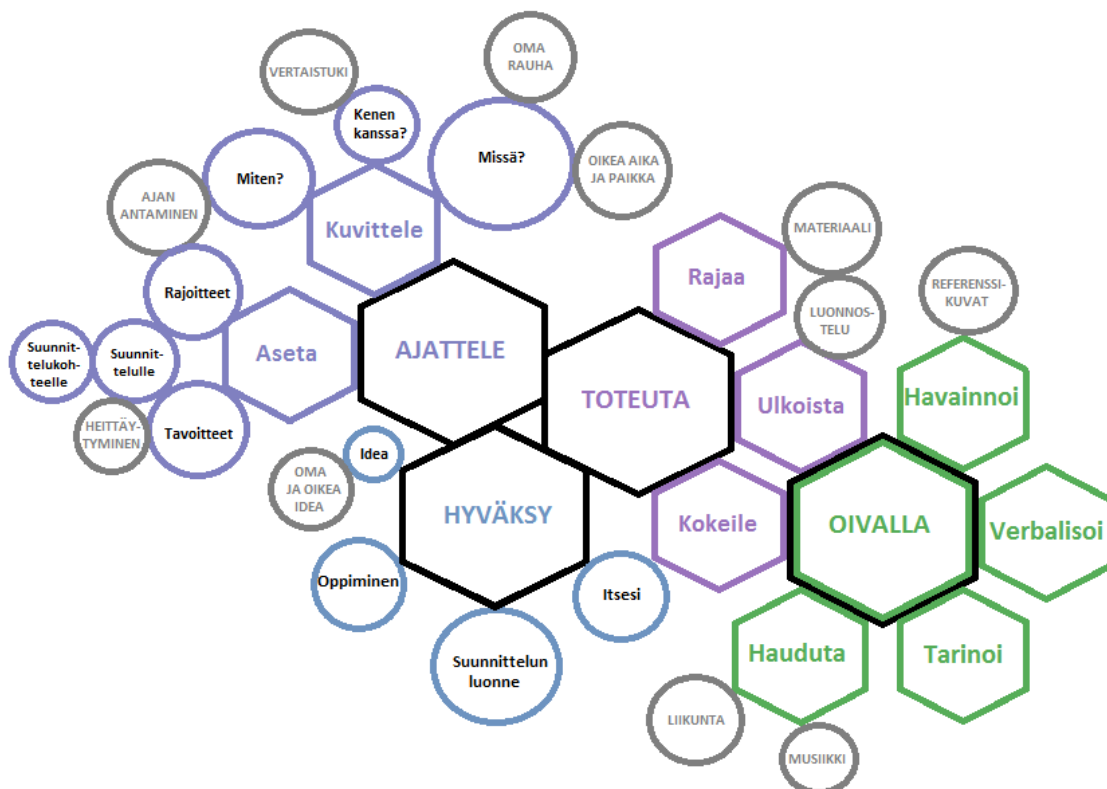 OMA
RAUHA
VERTAISTUKI
Kenen
kanssa?
Missä?
OIKEA AIKA
JA PAIKKA
Miten?
AJAN
ANTAMINEN
Kuvittele
MATERIAALI
Rajaa
REFERENSSI-
KUVAT
Rajoitteet
LUONNOS-
TELU
Suunnit-
telukoh-
teelle
Suunnit-
telulle
Aseta
AJATTELE
TOTEUTA
Ulkoista
Havainnoi
HEITTÄY-
TYMINEN
Tavoitteet
Idea
OMA
JA OIKEA
IDEA
HYVÄKSY
Kokeile
OIVALLA
Verbalisoi
Oppiminen
Itsesi
Suunnittelun
luonne
Hauduta
Tarinoi
LIIKUNTA
MUSIIKKI